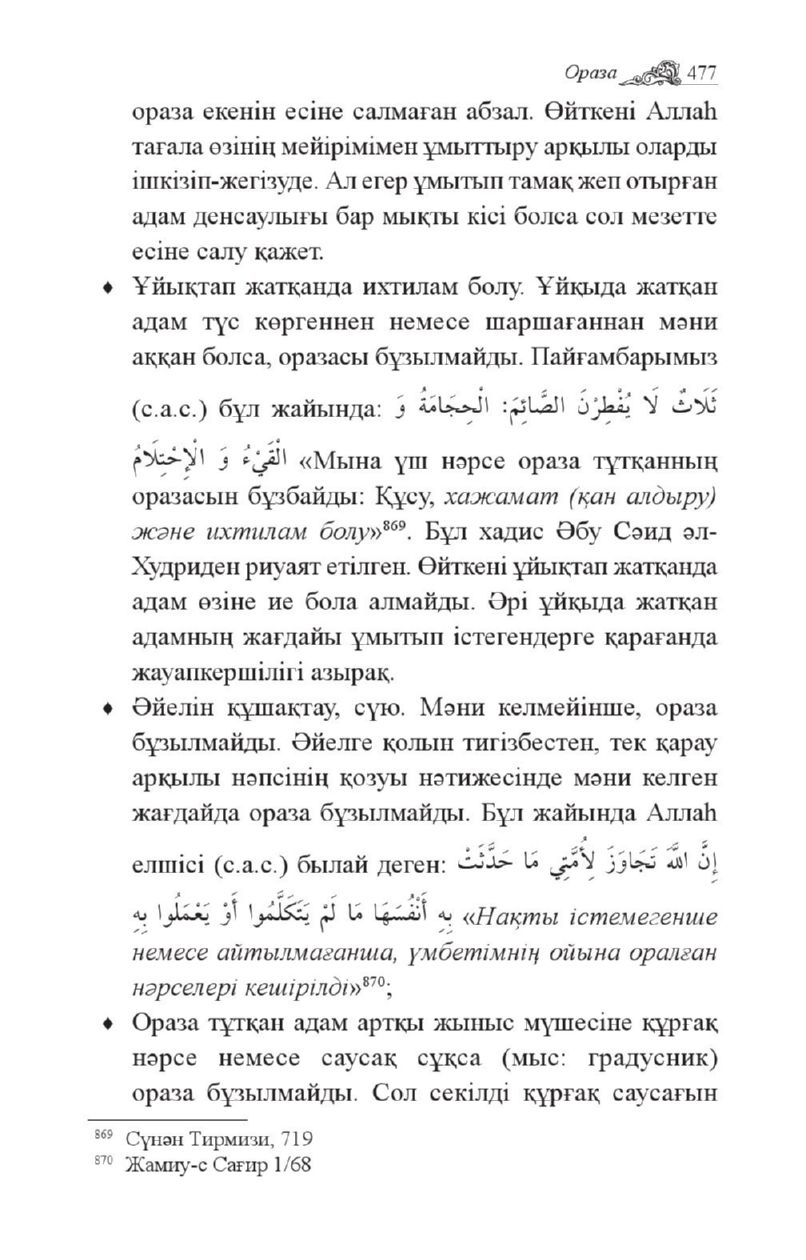 Ораза 477
ораза екенін есіне салмаған абзал. Өйткені Аллаһ
тағала өзінің мейірімімен ұмыттыру арқылы оларды
ішкізіп-жегізуде. Ал егер ұмытып тамақ жеп отырған
адам денсаулығы бар мықты кісі болса сол мезетте
есіне салу қажет.
♦ Ұйықтап жатқанда ихтилам болу. Ұйқыда жатқан
адам түс көргеннен немесе шаршағаннан мәни
аққан болса, оразасы бұзылмайды. Пайғамбарымыз
(с.а.с.) бұл жайында: ثَلَاثٌ لَا يُفْطِرْنَ الصَّائِمَ: الْحِجَامَةُ وَ
الْقَيْءُ وَ الْإِحْتِلَامُ «Мына үш нәрсе ораза тұтқанның
оразасын бұзбайды: Құсу, хажамат (қан алдыру)
және ихтилам болу»⁸⁶⁹. Бұл хадис Әбу Сәид әл-
Худриден риуаят етілген. Өйткені ұйықтап жатқанда
адам өзіне ие бола алмайды. Әрі ұйқыда жатқан
адамның жағдайы ұмытып істегендерге қарағанда
жауапкершілігі азырақ.
♦ Әйелін құшақтау, сүю. Мәни келмейінше, ораза
бұзылмайды. Әйелге қолын тигізбестен, тек қарау
арқылы нәпсінің қозуы нәтижесінде мәни келген
жағдайда ораза бұзылмайды. Бұл жайында Аллаһ
елшісі (с.а.с.) былай деген: إِنَّ اللَّهَ تَجَاوَزَ لِأُمَّتِي مَا حَدَّثَتْ
بِهِ أَنْفُسَهَا مَا لَمْ يَتَكَلَّمُوا أَوْ يَعْمَلُوا بِهِ «Нақты істемегенше
немесе айтылмағанша, үмбетімнің ойына оралған
нәрселері кешірілді»⁸⁷⁰;
♦ Ораза тұтқан адам артқы жыныс мүшесіне құрғақ
нәрсе немесе саусақ сұқса (мыс: градусник)
ораза бұзылмайды. Сол секілді құрғақ саусағын
⁸⁶⁹ Сүнән Тирмизи, 719
⁸⁷⁰ Жамиу-с Сағир 1/68